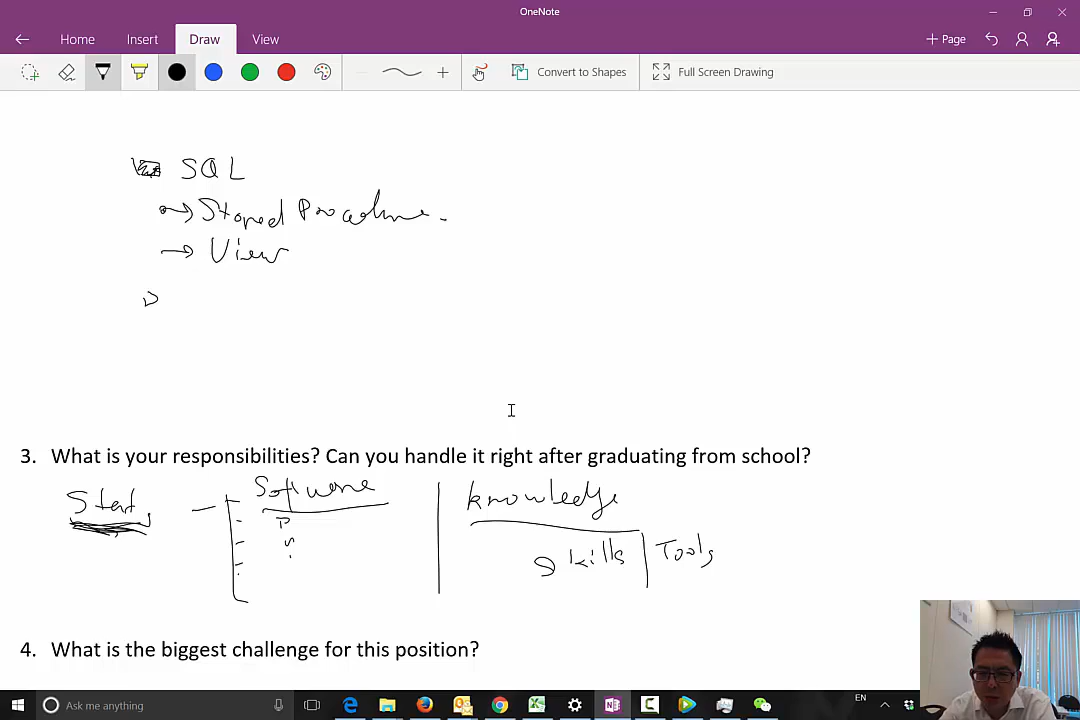 OneNote
Home Insert Draw View
Page
Convert to Shapes Full Screen Drawing
SQL
→ Stored Procedure.
→ View
3. What is your responsibilities? Can you handle it right after graduating from school?
Start Software knowledge
Skills Tools
4. What is the biggest challenge for this position?
Ask me anything
EN